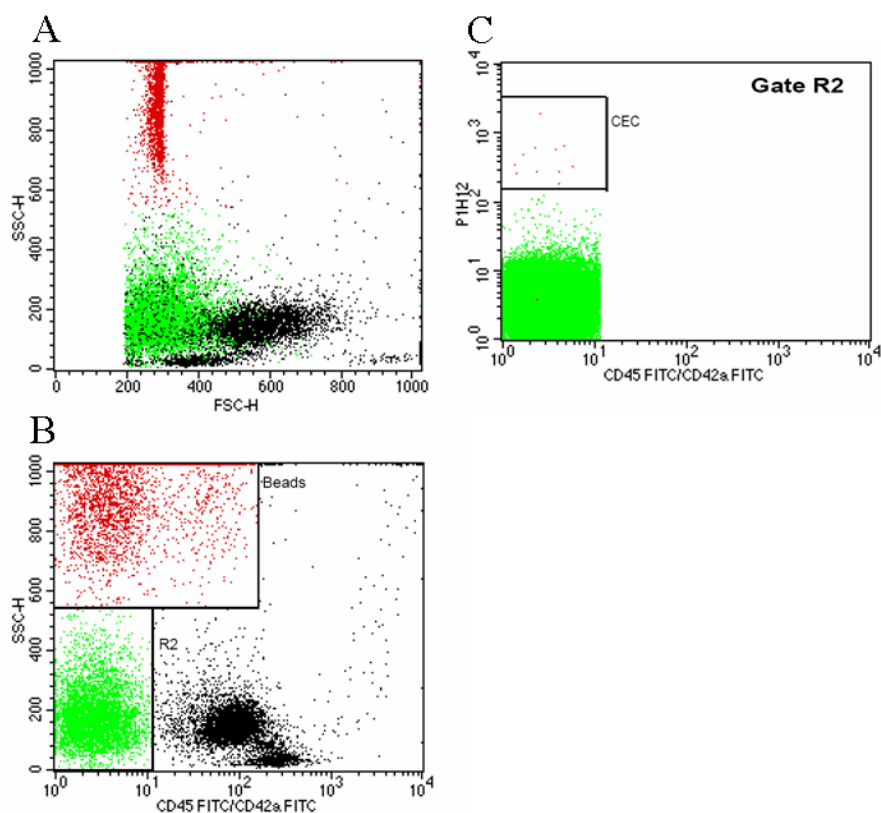 A
1000
800
600
400
200
0
SSC-H
0 200 400 600 800 1000
FSC-H
C
10^4
10^3
10^2
10^1
10^0
P1H12
Gate R2
CEC
10^0 10^1 10^2 10^3 10^4
CD45 FITC/CD42a FITC
B
1000
800
600
400
200
0
SSC-H
Beads
R2
10^0 10^1 10^2 10^3 10^4
CD45 FITC/CD42a FITC